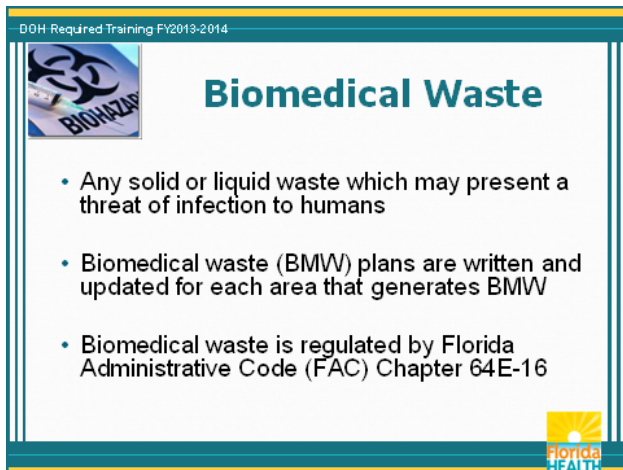 DOH Required Training FY2013-2014
BIOHAZAR
Biomedical Waste
• Any solid or liquid waste which may present a
threat of infection to humans
• Biomedical waste (BMW) plans are written and
updated for each area that generates BMW
• Biomedical waste is regulated by Florida
Administrative Code (FAC) Chapter 64E-16
Florida
HEALTH